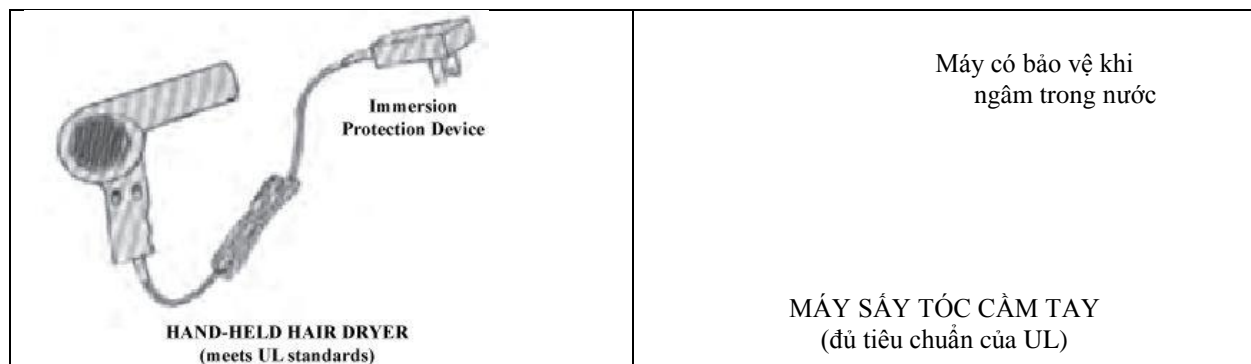 Immersion
Protection Device
HAND-HELD HAIR DRYER
(meets UL standards)
Máy có bảo vệ khi
ngâm trong nước
MÁY SẤY TÓC CẦM TAY
(đủ tiêu chuẩn của UL)